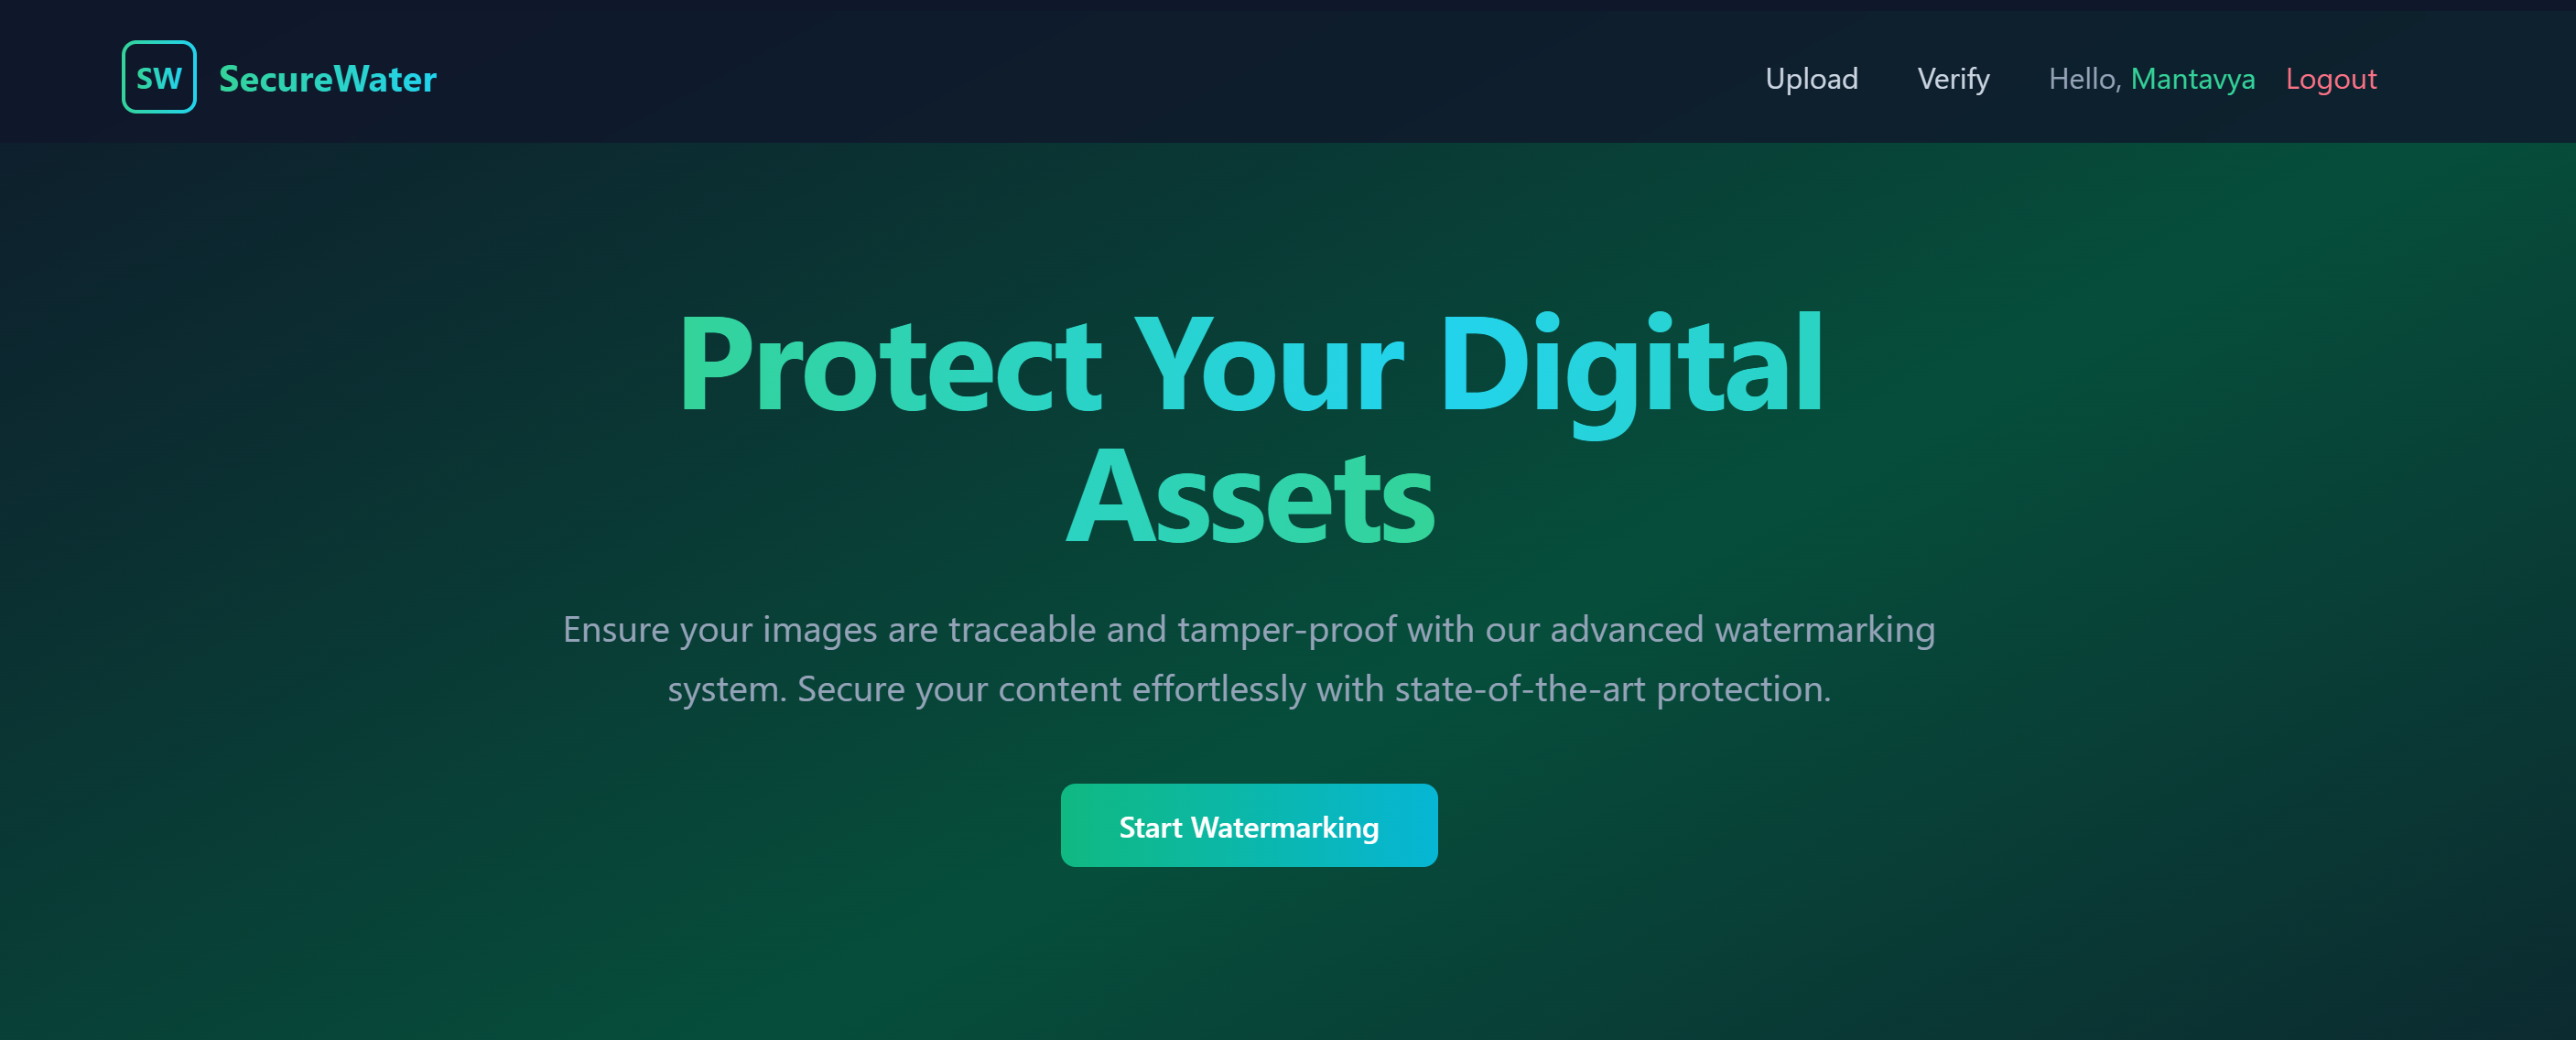 SW SecureWater Upload Verify Hello, Mantavya Logout
Protect Your Digital
Assets
Ensure your images are traceable and tamper-proof with our advanced watermarking
system. Secure your content effortlessly with state-of-the-art protection.
Start Watermarking